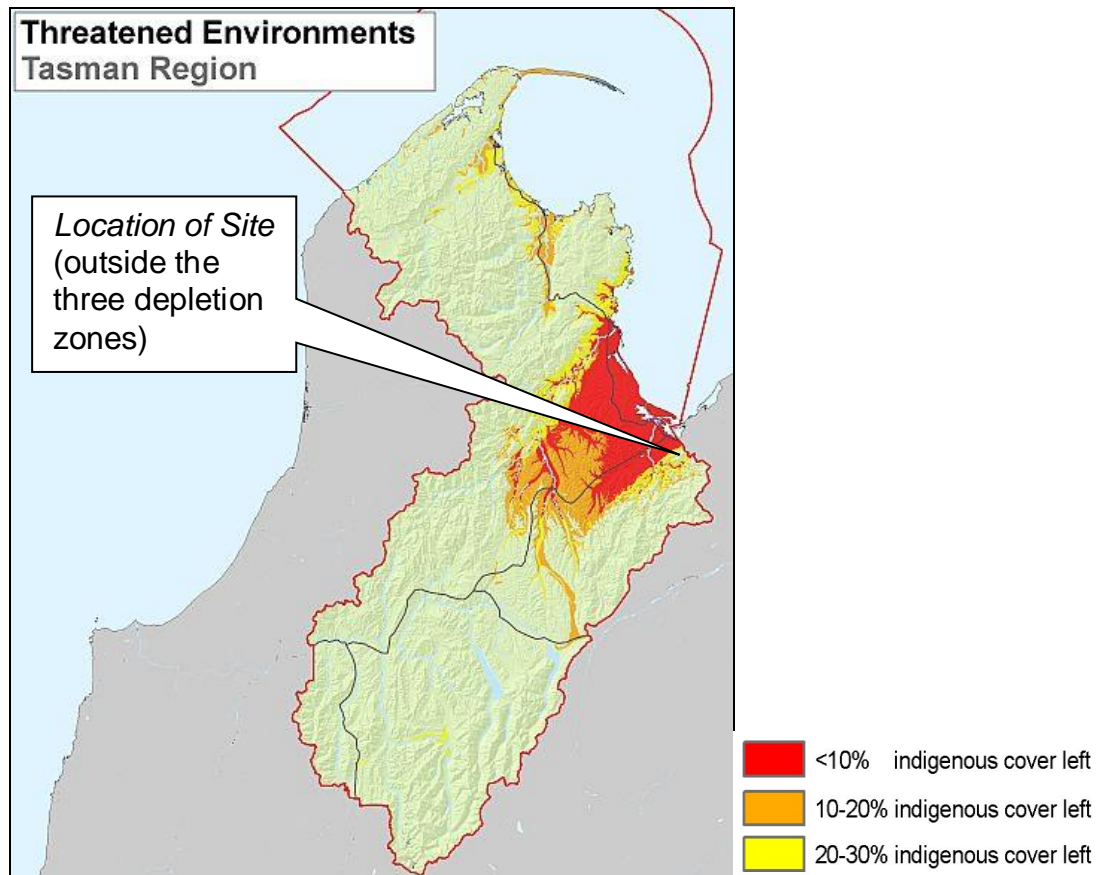 Threatened Environments
Tasman Region
Location of Site
(outside the
three depletion
zones)
<10% indigenous cover left
10-20% indigenous cover left
20-30% indigenous cover left